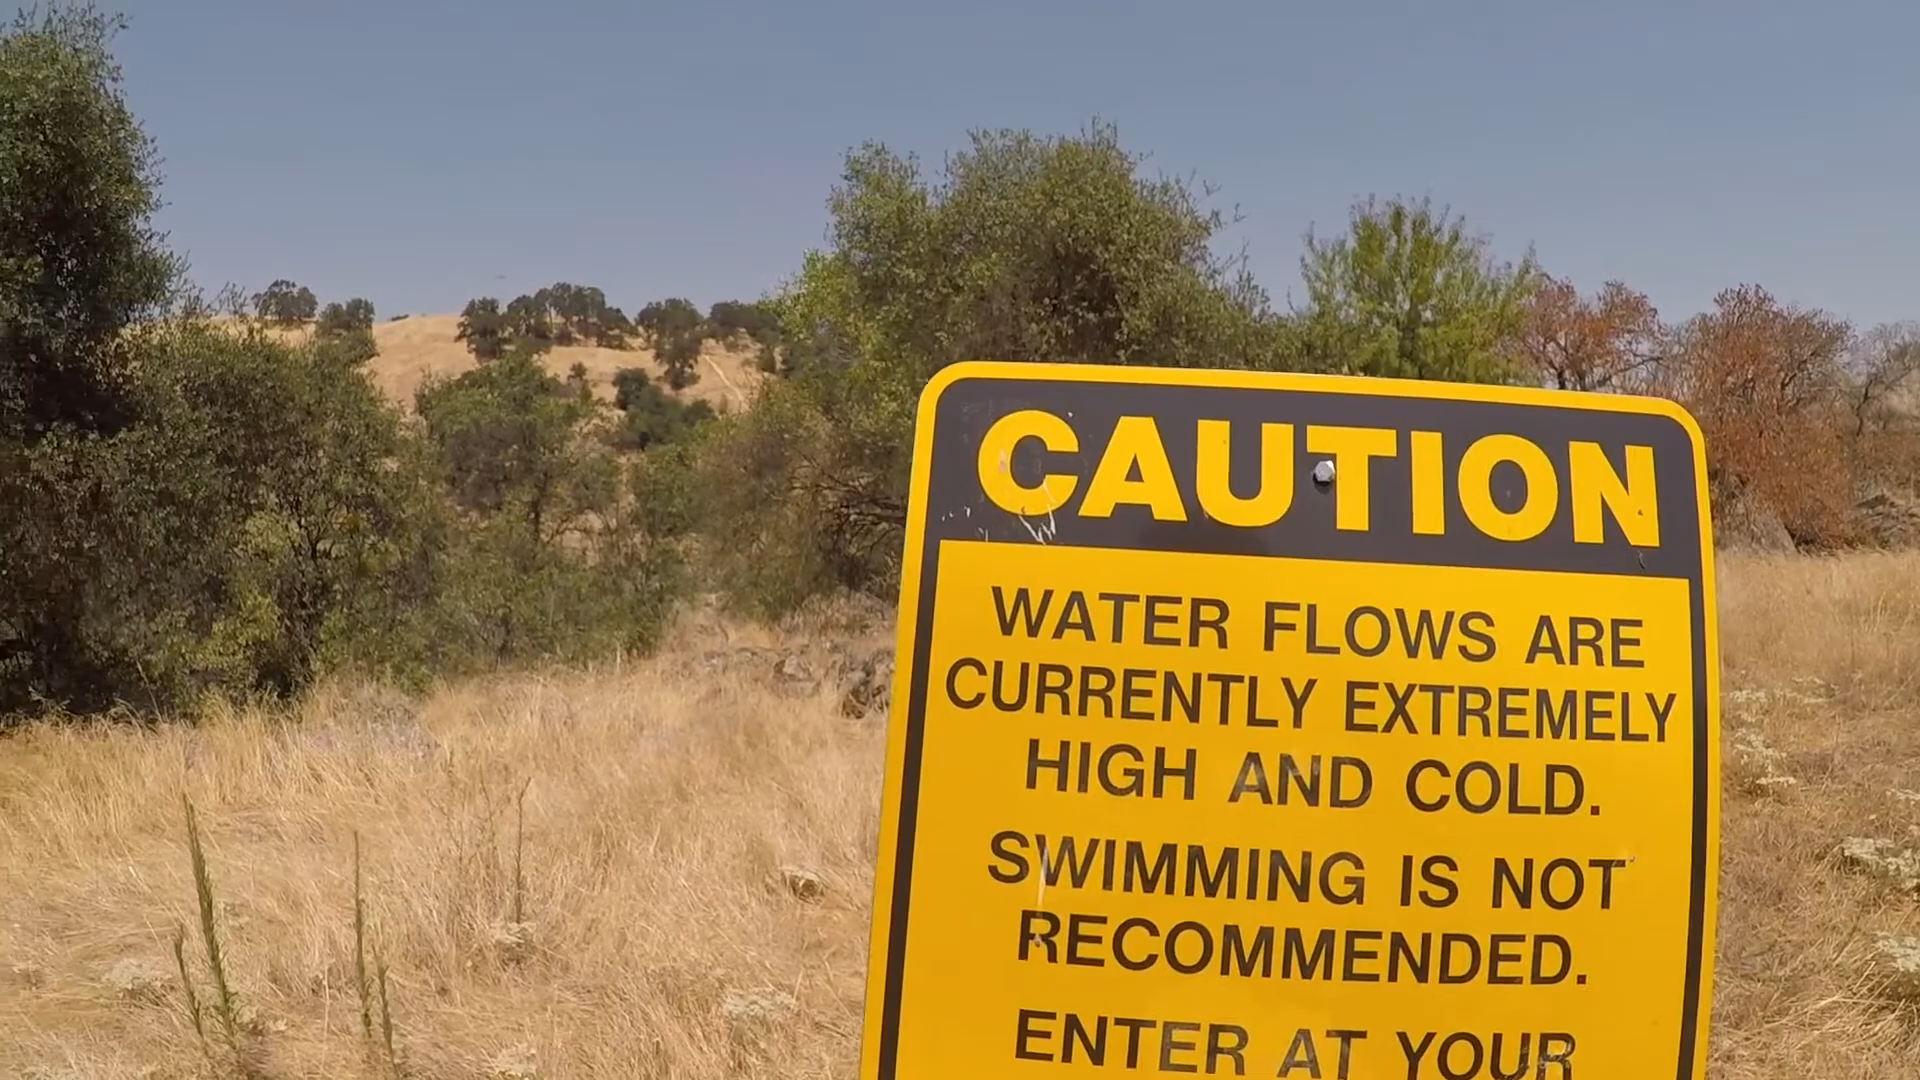 CAUTION
WATER FLOWS ARE
CURRENTLY EXTREMELY
HIGH AND COLD.
SWIMMING IS NOT
RECOMMENDED.
ENTER AT YOUR